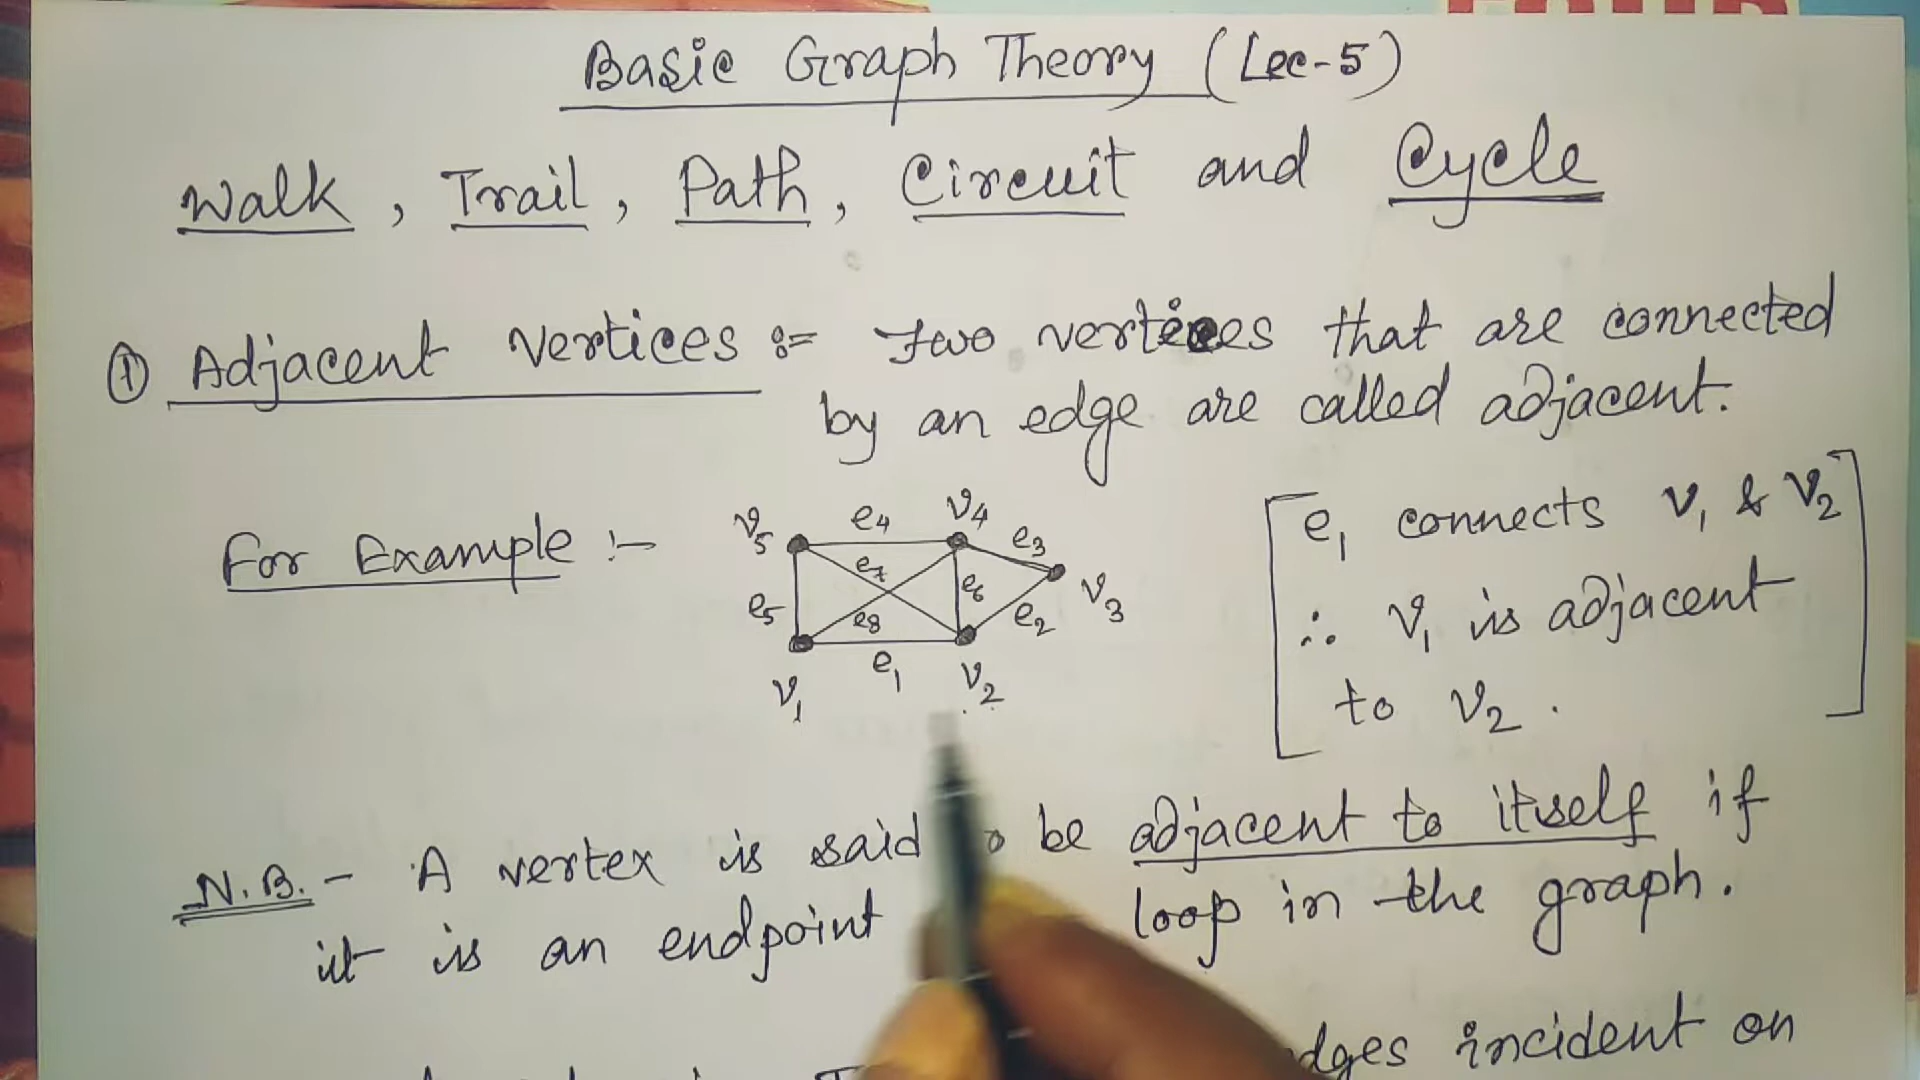 Basic Graph Theory (Lec-5)
Walk, Trail, Path, Circuit and Cycle
① Adjacent Vertices :- Two vertices that are connected
by an edge are called adjacent.
For Example :-
v5 e4 v4 e3
e7
e5 e6 v3
e8 e2
e1
v1 v2
[e1 connects v1 & v2
∴ v1 is adjacent
to v2.]
N.B. - A vertex is said be adjacent to itself if
it is an endpoint loop in the graph.
incident on